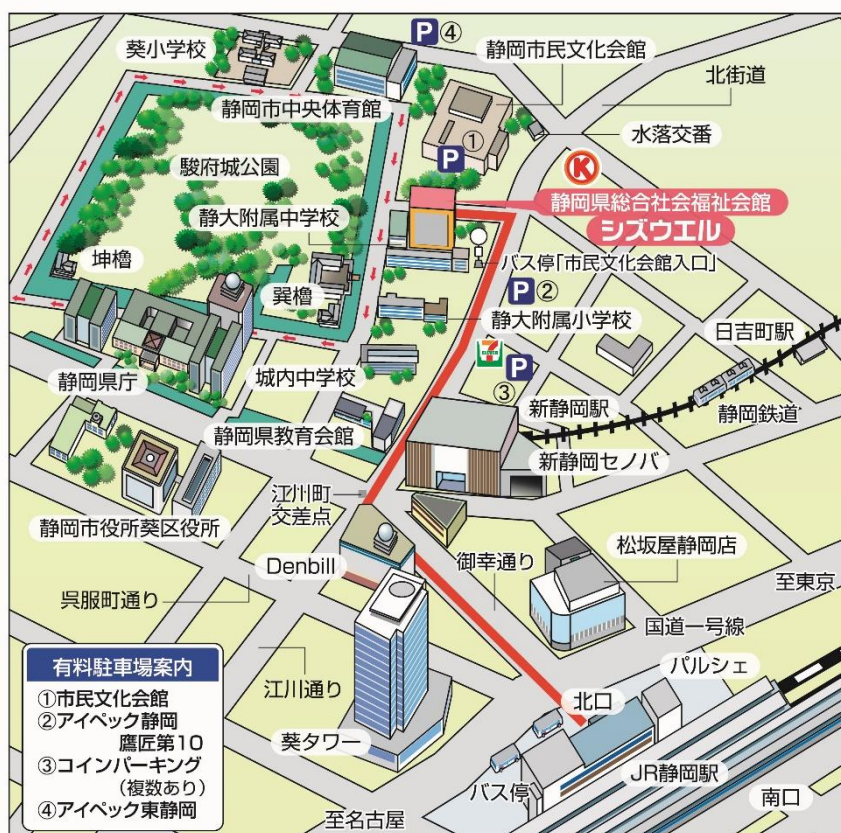 葵小学校
P④
静岡市民文化会館
静岡市中央体育館
北街道
①
P
水落交番
K
駿府城公園
静岡県総合社会福祉会館
シズウエル
静大附属中学校
坤櫓
巽櫓
バス停「市民文化会館入口」
P②
静大附属小学校
日吉町駅
7
ELEVEN
P
③
静岡県庁
城内中学校
新静岡駅
静岡鉄道
静岡県教育会館
新静岡セノバ
江川町
交差点
静岡市役所葵区役所
Denbill
御幸通り
松坂屋静岡店
至東京
呉服町通り
国道一号線
パルシェ
江川通り
北口
葵タワー
JR静岡駅
バス停
南口
至名古屋
有料駐車場案内
①市民文化会館
②アイペック静岡
鷹匠第10
③コインパーキング
(複数あり)
④アイペック東静岡